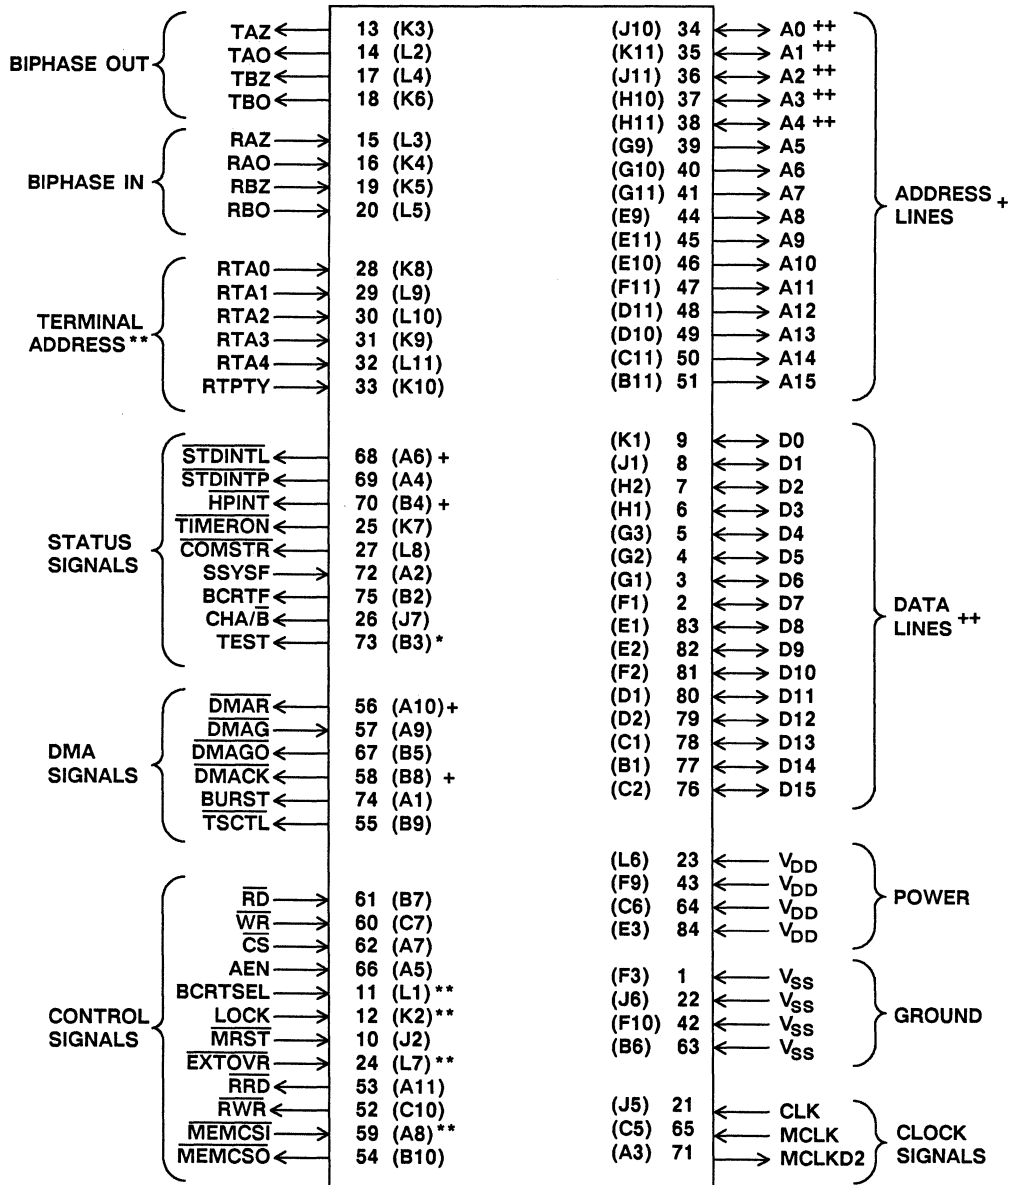 BIPHASE OUT
TAZ 13 (K3)
TAO 14 (L2)
TBZ 17 (L4)
TBO 18 (K6)
BIPHASE IN
RAZ 15 (L3)
RAO 16 (K4)
RBZ 19 (K5)
RBO 20 (L5)
TERMINAL
ADDRESS**
RTA0 28 (K8)
RTA1 29 (L9)
RTA2 30 (L10)
RTA3 31 (K9)
RTA4 32 (L11)
RTPTY 33 (K10)
STATUS
SIGNALS
STDINTL 68 (A6) +
STDINTP 69 (A4)
HPINT 70 (B4) +
TIMERON 25 (K7)
COMSTR 27 (L8)
SSYSF 72 (A2)
BCRTF 75 (B2)
CHA/B 26 (J7)
TEST 73 (B3) *
DMA
SIGNALS
DMAR 56 (A10)+
DMAG 57 (A9)
DMAGO 67 (B5)
DMACK 58 (B8) +
BURST 74 (A1)
TSCTL 55 (B9)
CONTROL
SIGNALS
RD 61 (B7)
WR 60 (C7)
CS 62 (A7)
AEN 66 (A5)
BCRTSEL 11 (L1)**
LOCK 12 (K2)**
MRST 10 (J2)
EXTOVR 24 (L7)**
RRD 53 (A11)
RWR 52 (C10)
MEMCSI 59 (A8)**
MEMCSO 54 (B10)
(J10) 34 A0 ++
(K11) 35 A1 ++
(J11) 36 A2 ++
(H10) 37 A3 ++
(H11) 38 A4 ++
(G9) 39 A5
(G10) 40 A6
(G11) 41 A7
(E9) 44 A8
(E11) 45 A9
(E10) 46 A10
(F11) 47 A11
(D11) 48 A12
(D10) 49 A13
(C11) 50 A14
(B11) 51 A15
ADDRESS +
LINES
(K1) 9 D0
(J1) 8 D1
(H2) 7 D2
(H1) 6 D3
(G3) 5 D4
(G2) 4 D5
(G1) 3 D6
(F1) 2 D7
(E1) 83 D8
(E2) 82 D9
(F2) 81 D10
(D1) 80 D11
(D2) 79 D12
(C1) 78 D13
(B1) 77 D14
(C2) 76 D15
DATA
LINES ++
(L6) 23 VDD
(F9) 43 VDD
(C6) 64 VDD
(E3) 84 VDD
POWER
(F3) 1 VSS
(J6) 22 VSS
(F10) 42 VSS
(B6) 63 VSS
GROUND
(J5) 21 CLK
(C5) 65 MCLK
(A3) 71 MCLKD2
CLOCK
SIGNALS